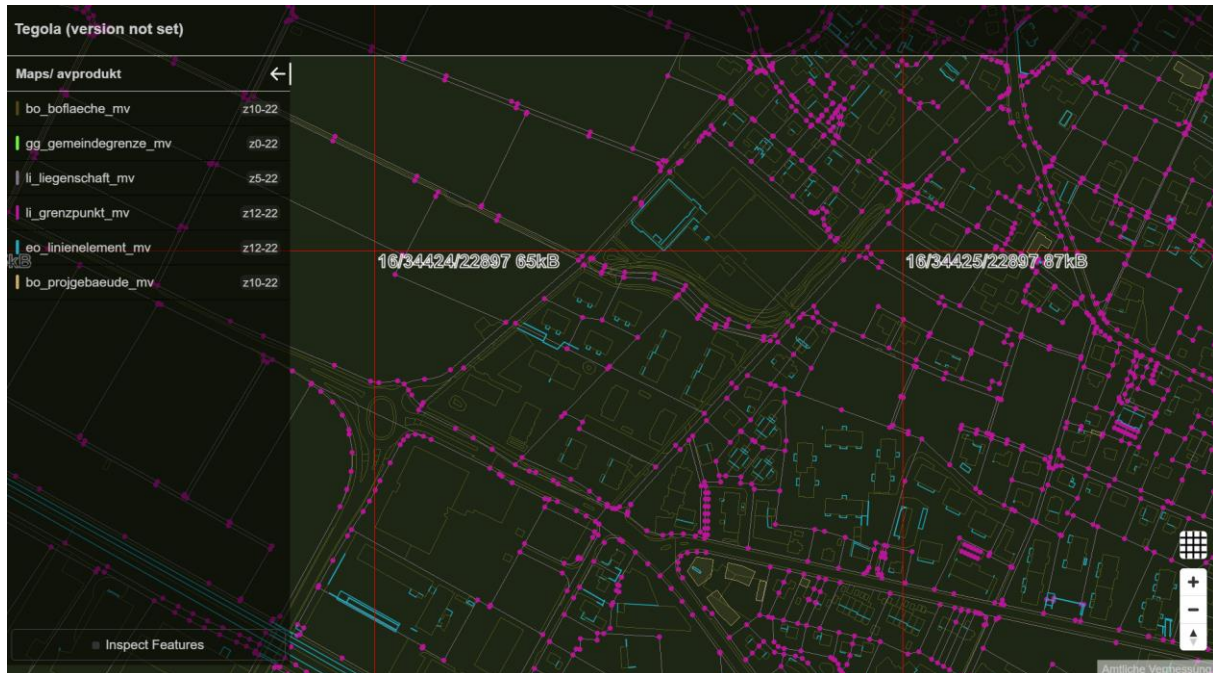 Tegola (version not set)
Maps/ avprodukt
bo_boflaeche_mv z10-22
gg_gemeindegrenze_mv z0-22
li_liegenschaft_mv z5-22
li_grenzpunkt_mv z12-22
eo_linienelement_mv z12-22
kB 16/34424/22897 65kB 16/34425/22897 87kB
bo_projgebaeude_mv z10-22
Inspect Features
+
−
Amtliche Vermessung